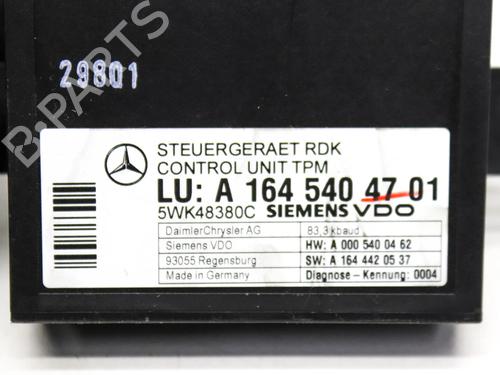 29801
B-PARTS
STEUERGERAET RDK
CONTROL UNIT TPM
LU: A 164 540 47 01
5WK48380C SIEMENS VDO
DaimlerChrysler AG 83,3kbaud
Siemens VDO HW: A 000 540 04 62
93055 Regensburg SW: A 164 442 05 37
Made in Germany Diagnose - Kennung: 0004